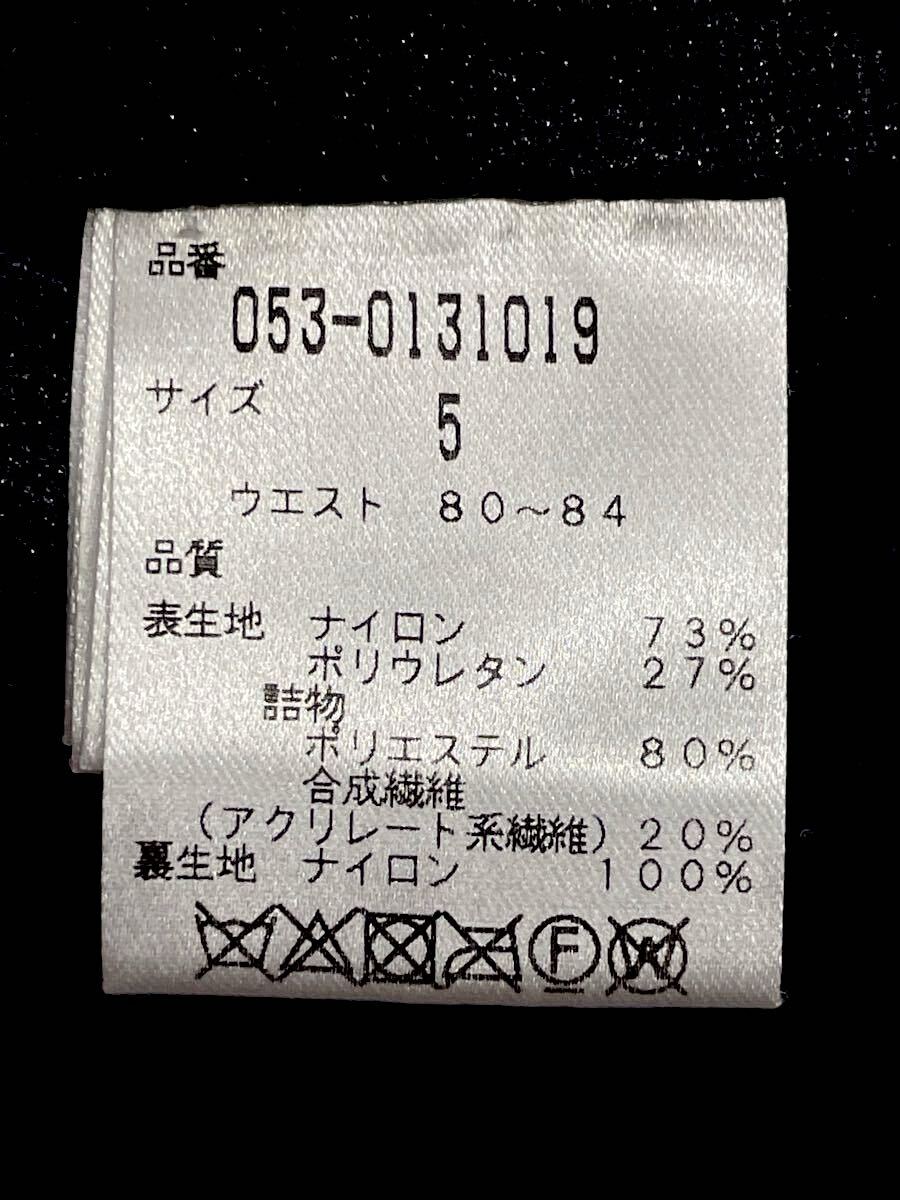 品番
053-0131019
サイズ 5
ウエスト 80～84
品質
表生地 ナイロン 73%
ポリウレタン 27%
詰物
ポリエステル 80%
合成繊維
(アクリレート系繊維) 20%
裏生地 ナイロン 100%
F W